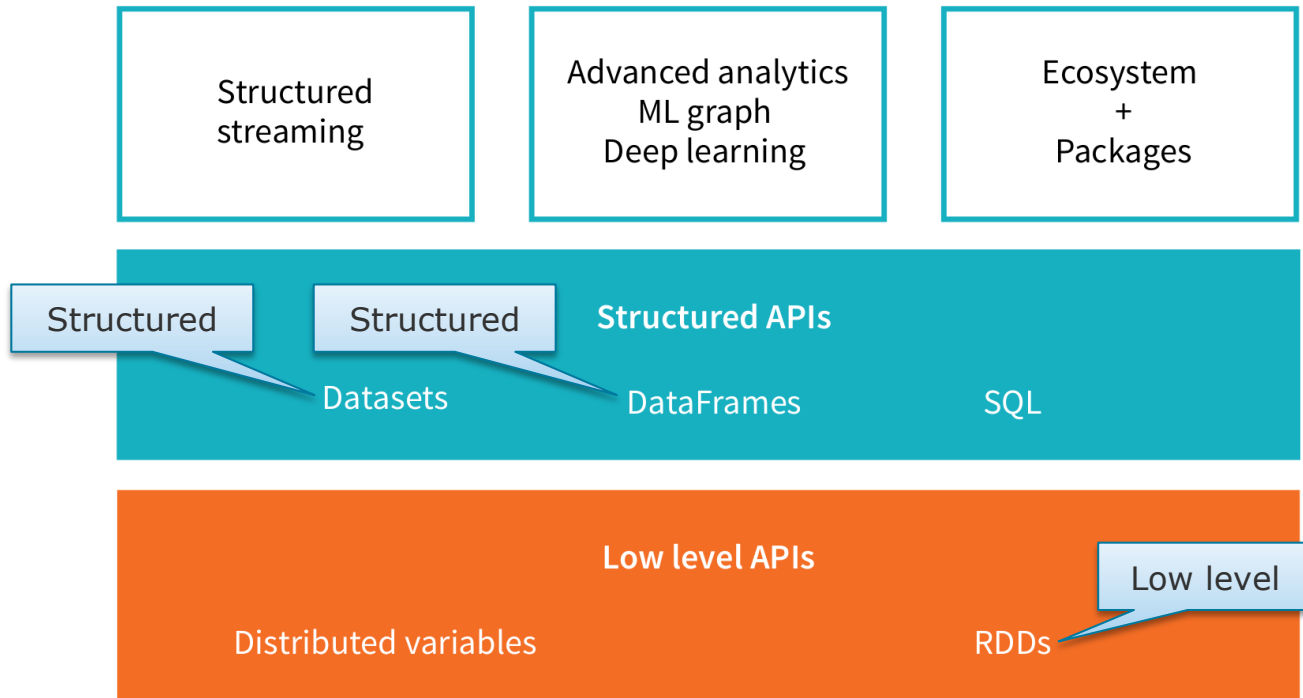 Structured
streaming
Advanced analytics
ML graph
Deep learning
Ecosystem
+
Packages
Structured
Structured
Structured APIs
Datasets
DataFrames
SQL
Low level APIs
Low level
Distributed variables
RDDs